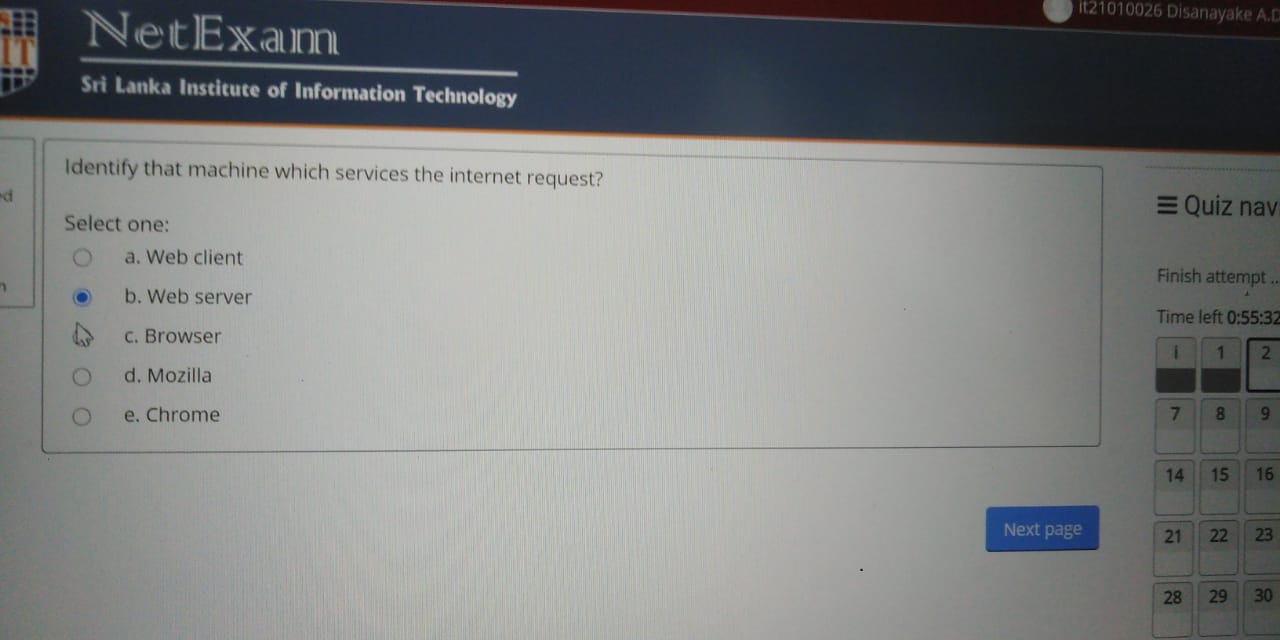 IT
NetExam
Sri Lanka Institute of Information Technology
it21010026 Disanayake A.D
Identify that machine which services the internet request?
Select one:
a. Web client
b. Web server
c. Browser
d. Mozilla
e. Chrome
Next page
Quiz nav
Finish attempt ..
Time left 0:55:32
i 1 2
7 8 9
14 15 16
21 22 23
28 29 30